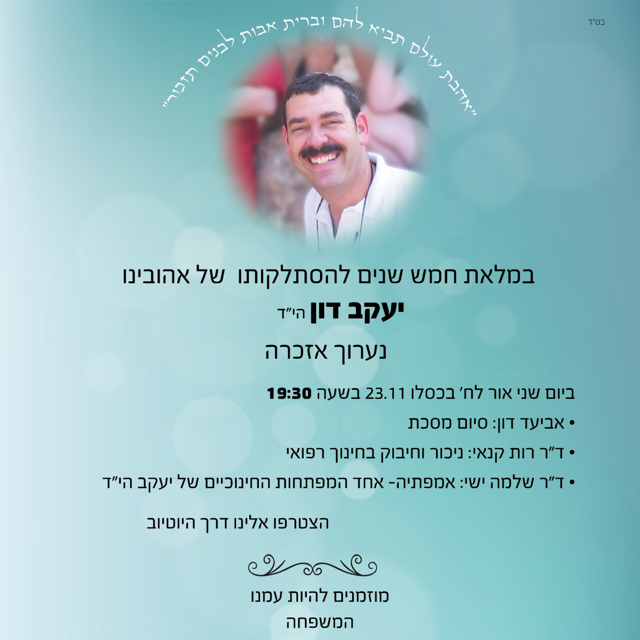 בס״ד
״אהבת עולם תביא להם וברית אבות לבנים תזכור״
במלאת חמש שנים להסתלקותו של אהובינו
יעקב דון הי״ד
נערוך אזכרה
ביום שני אור לח׳ בכסלו 23.11 בשעה 19:30
• אביעד דון: סיום מסכת
• ד״ר רות קנאי: ניכור וחיבוק בחינוך רפואי
• ד״ר שלמה ישי: אמפתיה- אחד המפתחות החינוכיים של יעקב הי״ד
הצטרפו אלינו דרך היוטיוב
מוזמנים להיות עמנו
המשפחה